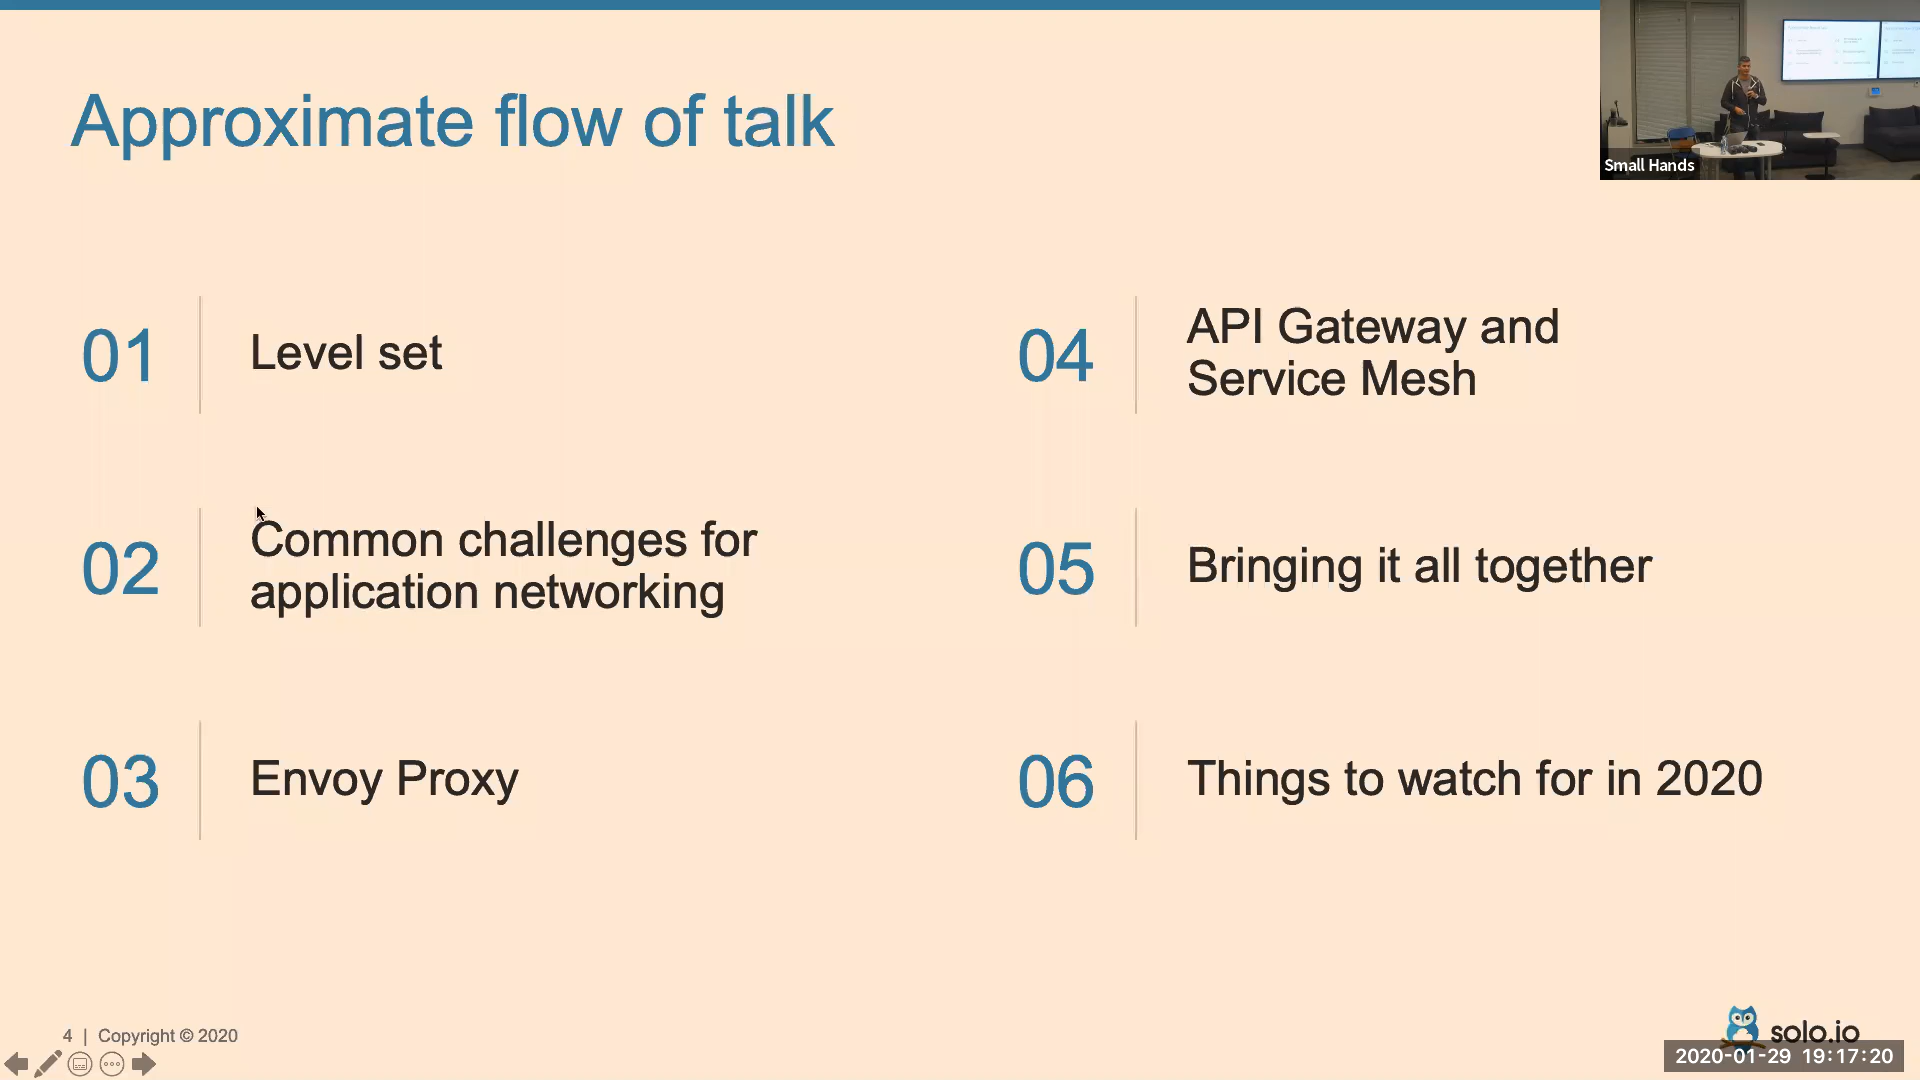 Approximate flow of talk
Small Hands
01
Level set
02
Common challenges for
application networking
03
Envoy Proxy
04
API Gateway and
Service Mesh
05
Bringing it all together
06
Things to watch for in 2020
4 | Copyright © 2020
solo.io
2020-01-29 19:17:20